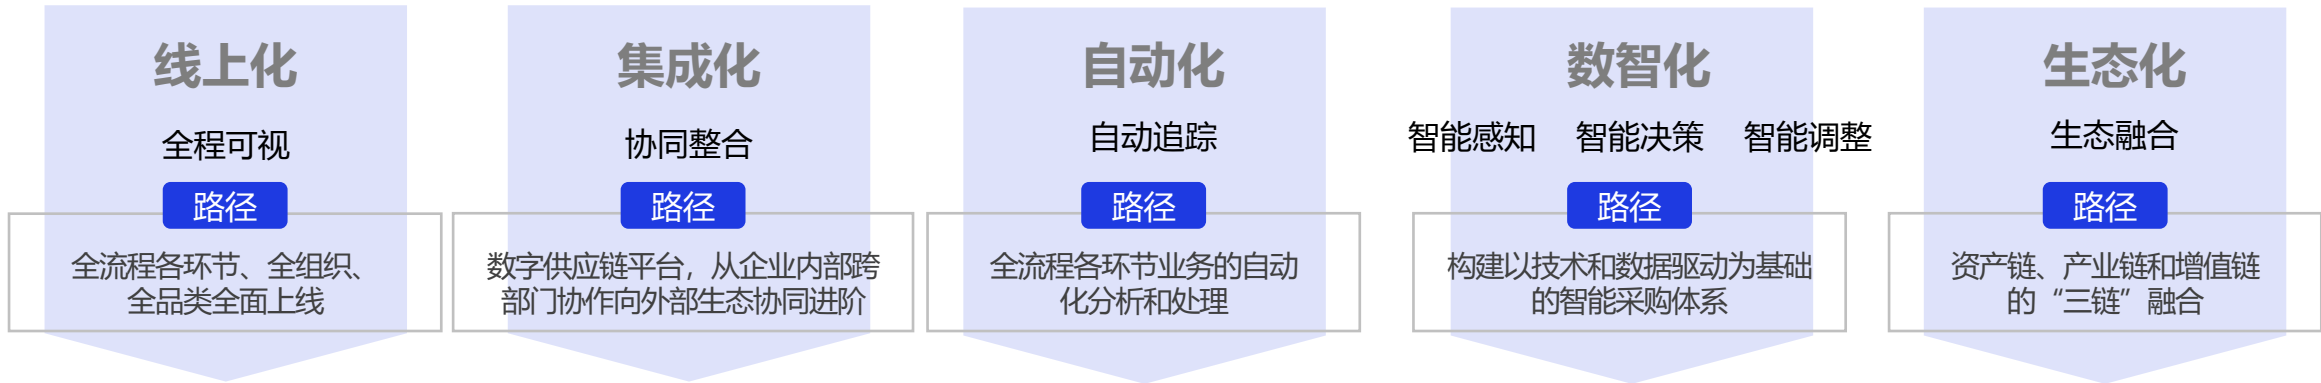 线上化
全程可视
路径
全流程各环节、全组织、
全品类全面上线
集成化
协同整合
路径
数字供应链平台，从企业内部跨
部门协作向外部生态协同进阶
自动化
自动追踪
路径
全流程各环节业务的自动
化分析和处理
数智化
智能感知 智能决策 智能调整
路径
构建以技术和数据驱动为基础
的智能采购体系
生态化
生态融合
路径
资产链、产业链和增值链
的“三链”融合